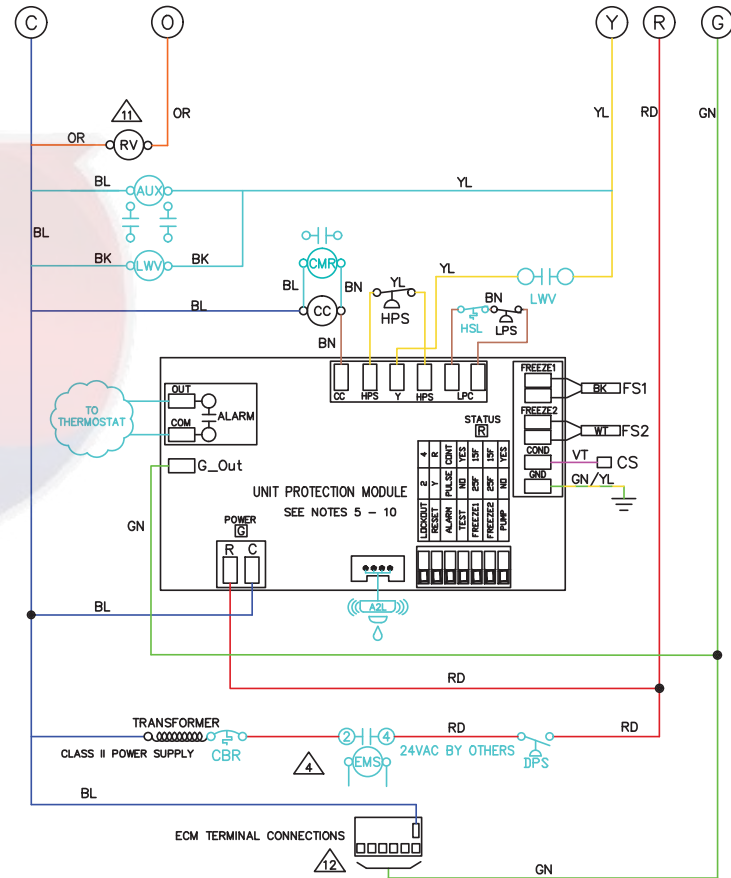 C O Y R G
11
OR YL RD GN
OR RV
BL AUX YL
BL
BK LWV BK
CMR
BL BN
BL CC
BN
YL
HPS
YL
LWV
BN
HSL LPS
CC HPS Y HPS LPC
FREEZE1
BK FS1
FREEZE2
WT FS2
COND
VT CS
GND
GN/YL
TO
THERMOSTAT
OUT
ALARM
COM
G_Out
STATUS
R
UNIT PROTECTION MODULE
SEE NOTES 5 - 10
LOCKOUT 2 4
RESET Y R
ALARM PULSE CONT
TEST NO YES
FREEZE1 25F 15F
FREEZE2 25F 15F
PUMP NO YES
GN
POWER
G
R C
A2L
BL
RD
TRANSFORMER
CLASS II POWER SUPPLY
CBR
4
2 4
EMS
RD
24VAC BY OTHERS
DPS
RD
BL
ECM TERMINAL CONNECTIONS
12
GN